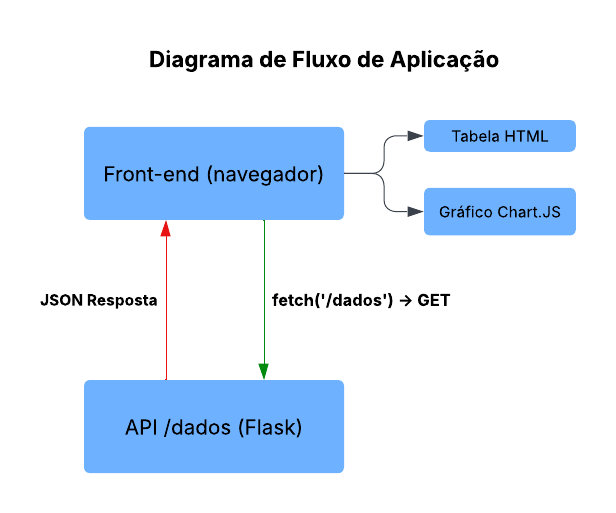 Diagrama de Fluxo de Aplicação
Tabela HTML
Front-end (navegador)
Gráfico Chart.JS
JSON Resposta
fetch('/dados') → GET
API /dados (Flask)